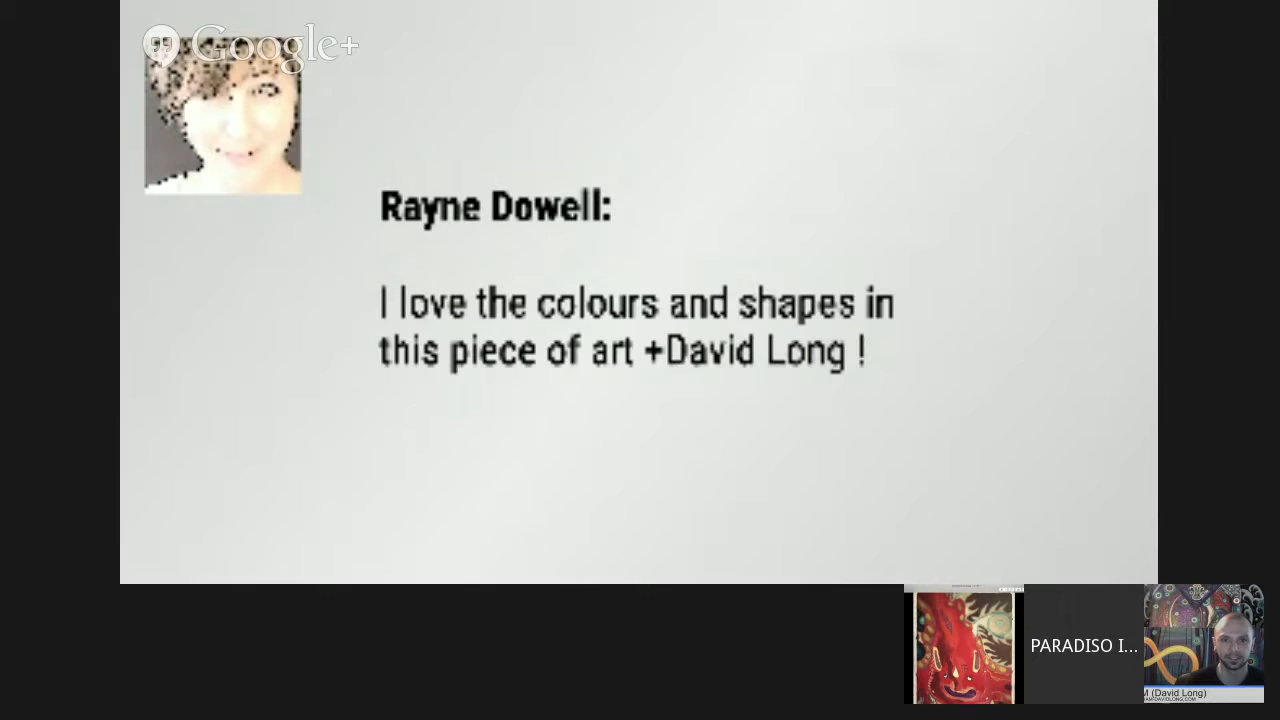 Google+
Rayne Dowell:
I love the colours and shapes in
this piece of art +David Long !
PARADISO I...
M (David Long)